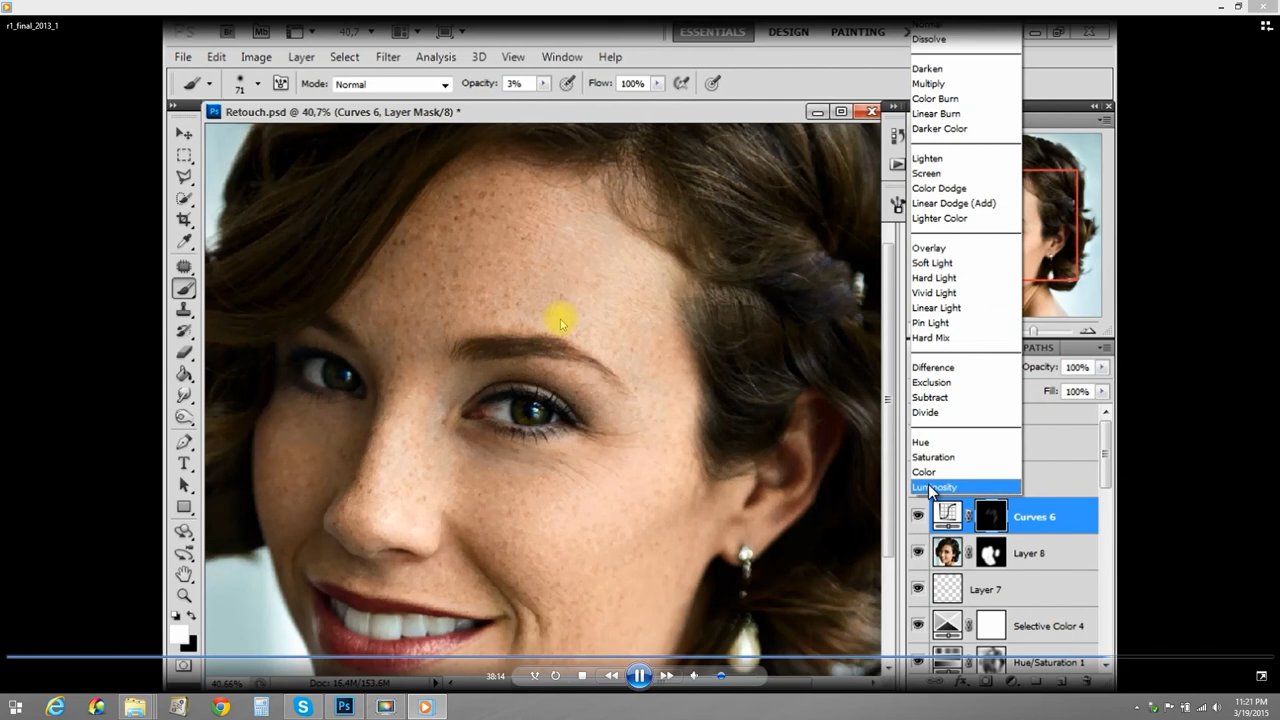 r1_final_2013_1
PS Br Mb 40,7 ESSENTIALS DESIGN PAINTING
File Edit Image Layer Select Filter Analysis 3D View Window Help
71 Mode: Normal Opacity: 3% Flow: 100%
Ps Retouch.psd @ 40,7% (Curves 6, Layer Mask/8) *
Normal
Dissolve
Darken
Multiply
Color Burn
Linear Burn
Darker Color
Lighten
Screen
Color Dodge
Linear Dodge (Add)
Lighter Color
Overlay
Soft Light
Hard Light
Vivid Light
Linear Light
Pin Light
Hard Mix
Difference
Exclusion
Subtract
Divide
Hue
Saturation
Color
Luminosity
PATHS
Opacity: 100%
Fill: 100%
Curves 6
Layer 8
Layer 7
Selective Color 4
Hue/Saturation 1
40,66% Doc: 16,4M/153,6M
38:14
Ps
11:21 PM
3/19/2015